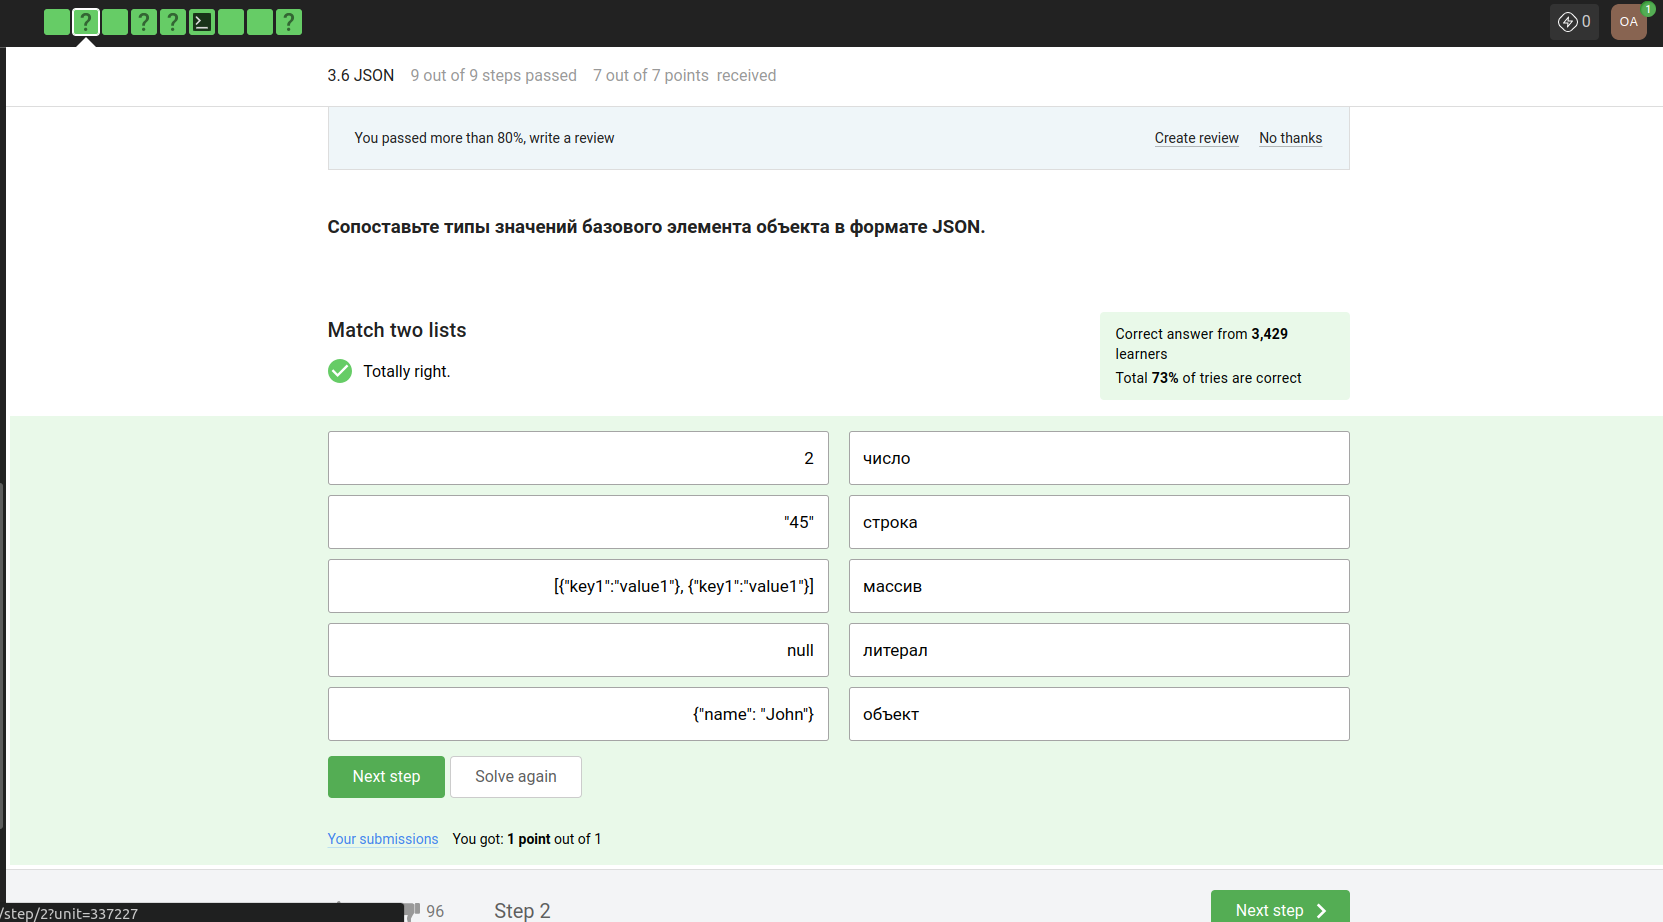 ? ? ? ?
0
OA
1
3.6 JSON 9 out of 9 steps passed 7 out of 7 points received
You passed more than 80%, write a review Create review No thanks
Сопоставьте типы значений базового элемента объекта в формате JSON.
Match two lists
Totally right.
Correct answer from 3,429
learners
Total 73% of tries are correct
2 число
"45" строка
[{"key1":"value1"}, {"key1":"value1"}] массив
null литерал
{"name": "John"} объект
Next step Solve again
Your submissions You got: 1 point out of 1
96 Step 2 Next step
/step/2?unit=337227